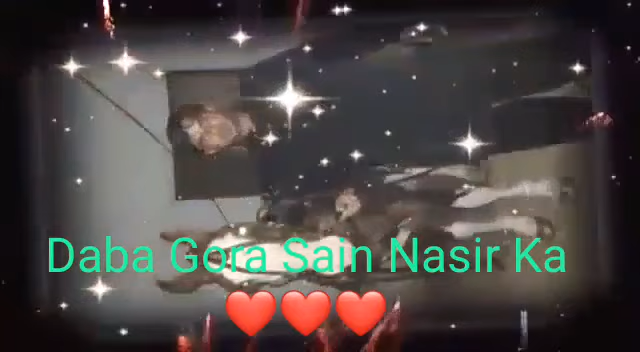 Daba Gora Sain Nasir Ka
❤️❤️❤️